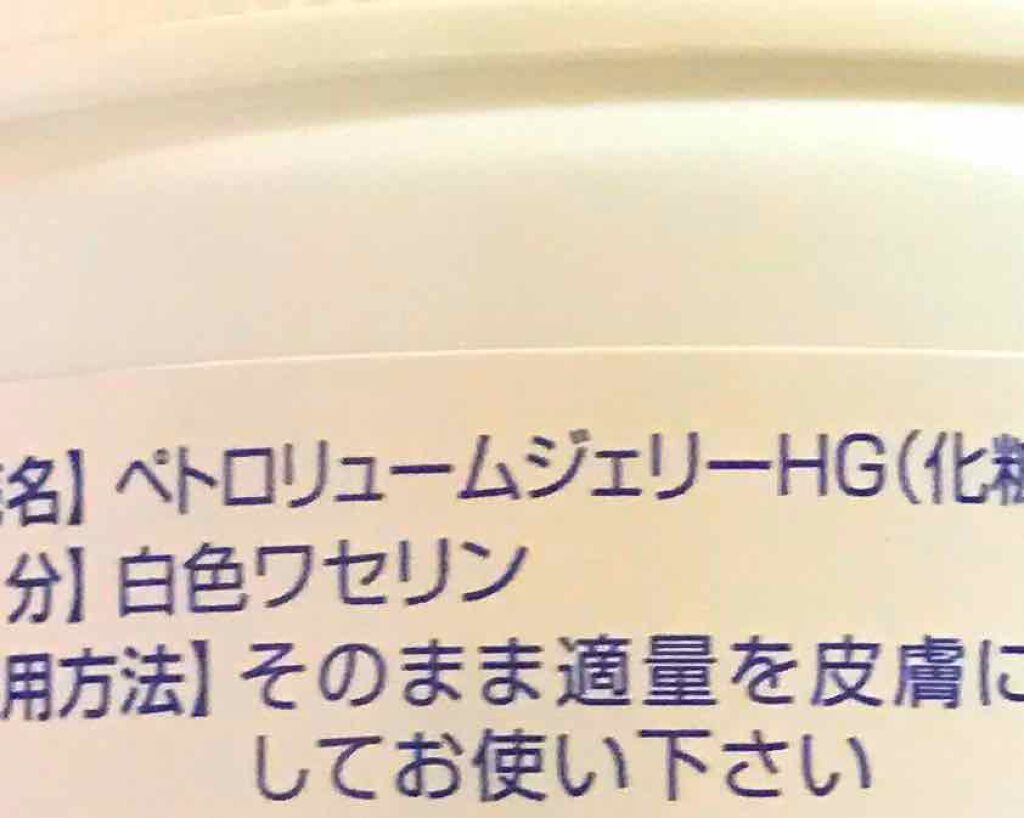 名】ペトロリュームジェリーHG(化粧
分】白色ワセリン
用方法】そのまま適量を皮膚に
してお使い下さい